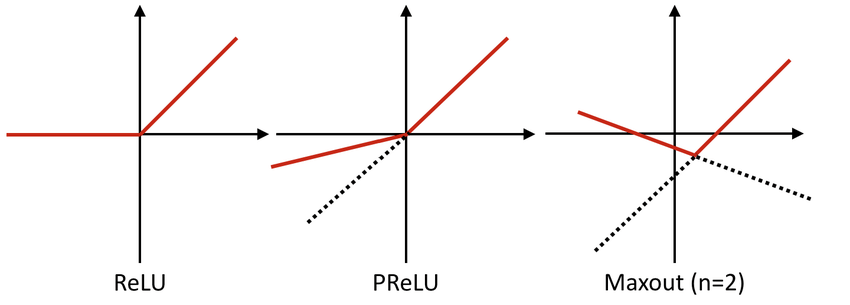 ReLU
PReLU
Maxout (n=2)